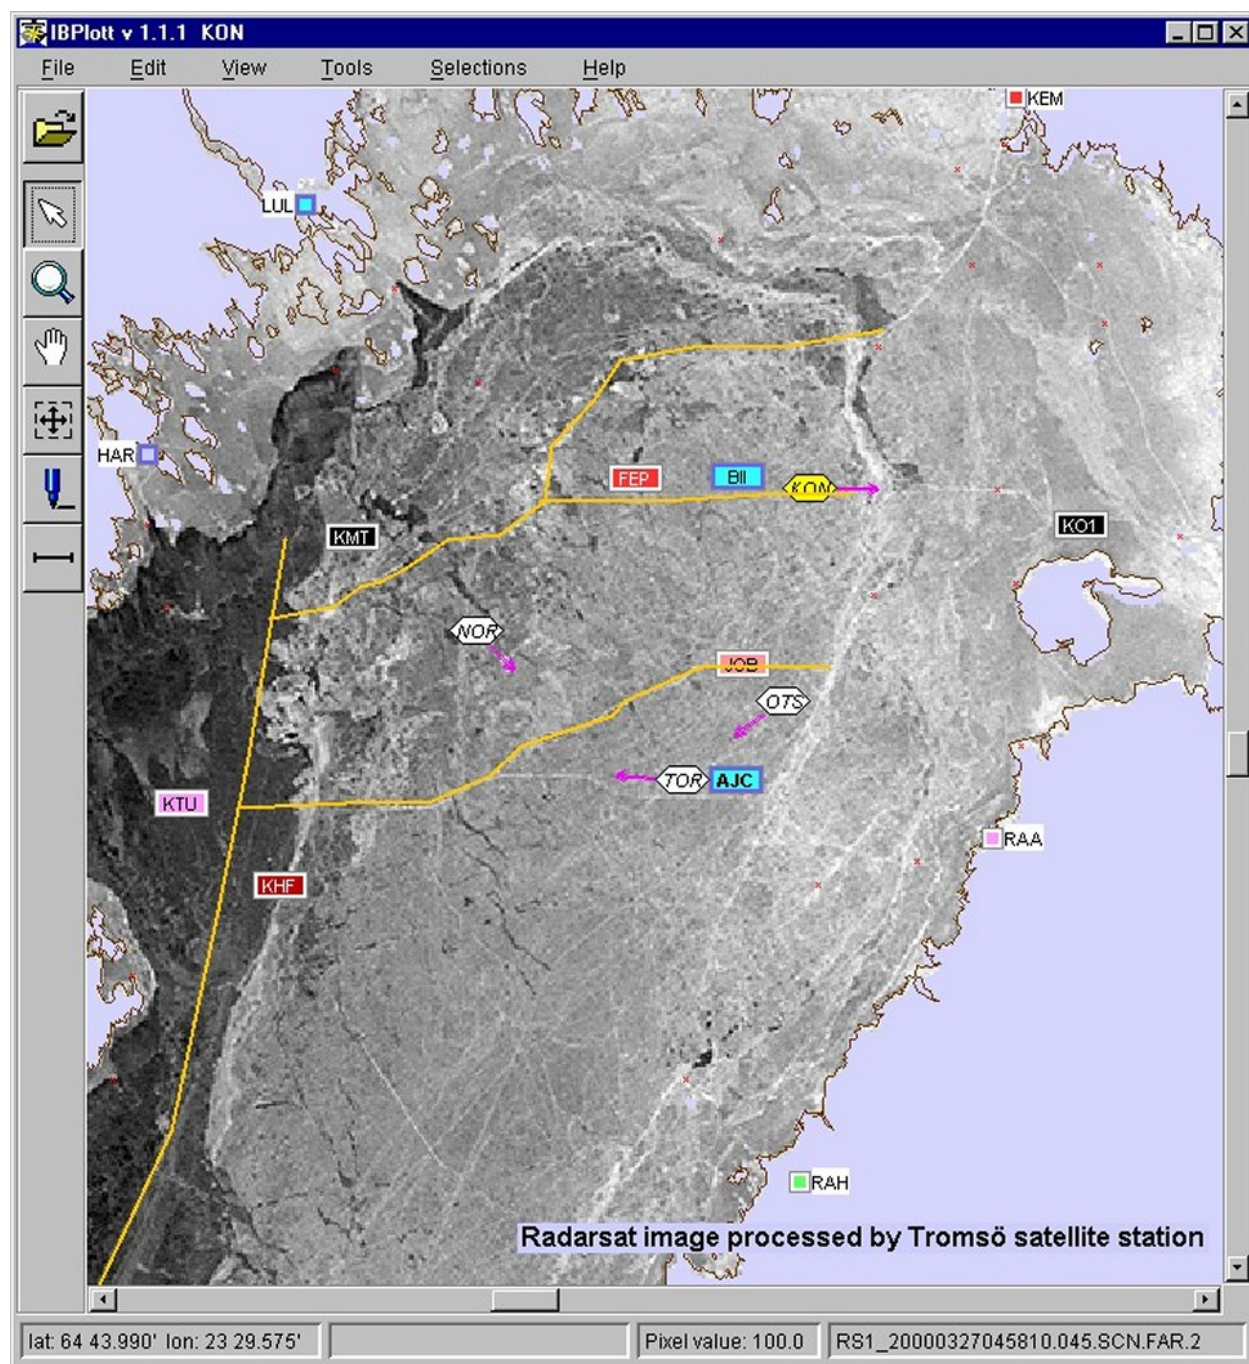 IBPlott v 1.1.1 KON
File Edit View Tools Selections Help
KEM
LUL
HAR
FEP
BII
KON
KMT
KO1
NOR
JOB
OTS
TOR
AJC
KTU
RAA
KHF
RAH
Radarsat image processed by Tromsö satellite station
lat: 64 43.990' lon: 23 29.575'
Pixel value: 100.0
RS1_20000327045810.045.SCN.FAR.2